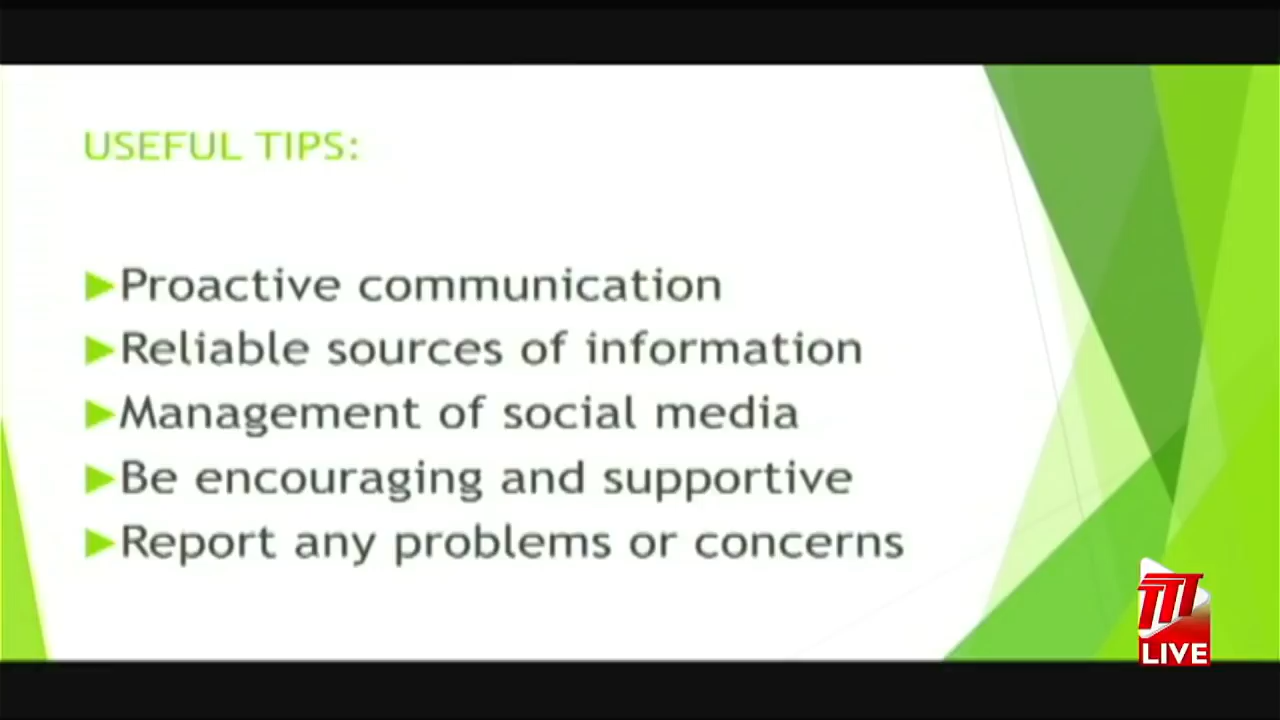 USEFUL TIPS:
►Proactive communication
►Reliable sources of information
►Management of social media
►Be encouraging and supportive
►Report any problems or concerns
TTT
LIVE